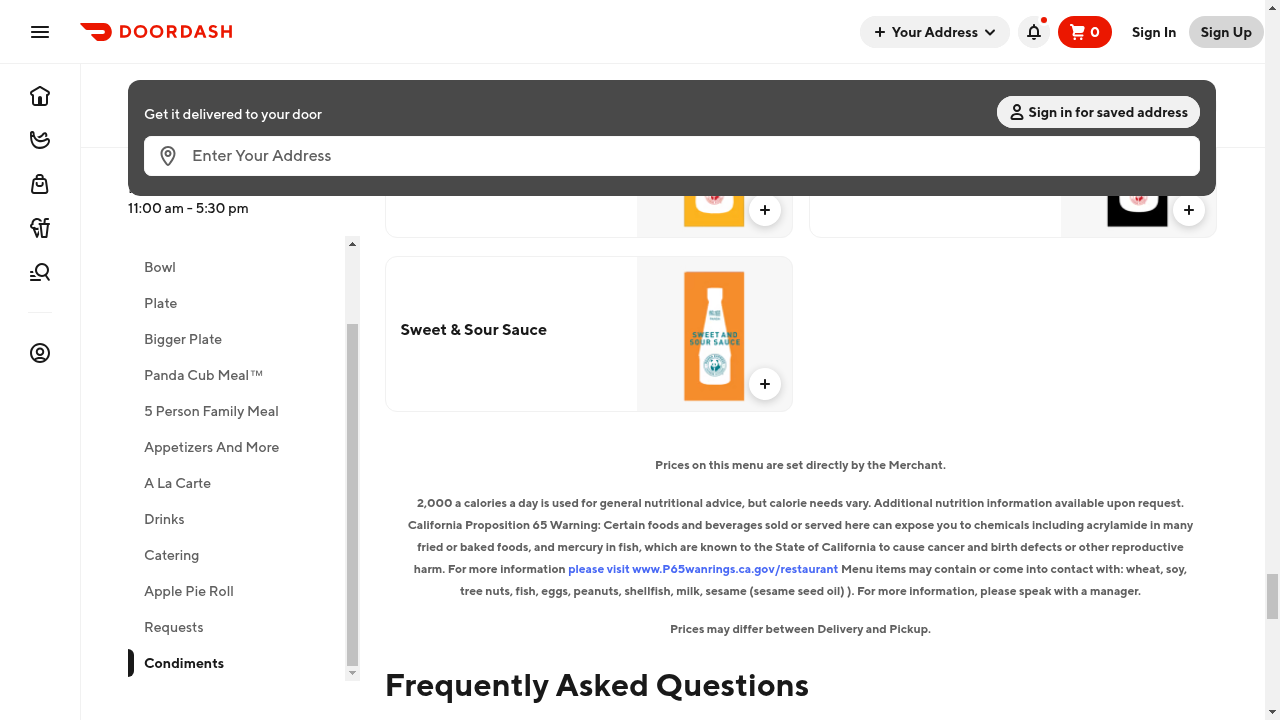 DOORDASH
Your Address
0
Sign In
Sign Up
Get it delivered to your door
Sign in for saved address
Enter Your Address
11:00 am - 5:30 pm
Bowl
Plate
Bigger Plate
Panda Cub Meal™
5 Person Family Meal
Appetizers And More
A La Carte
Drinks
Catering
Apple Pie Roll
Requests
Condiments
Sweet & Sour Sauce
SWEET AND
SOUR SAUCE
Prices on this menu are set directly by the Merchant.
2,000 a calories a day is used for general nutritional advice, but calorie needs vary. Additional nutrition information available upon request.
California Proposition 65 Warning: Certain foods and beverages sold or served here can expose you to chemicals including acrylamide in many
fried or baked foods, and mercury in fish, which are known to the State of California to cause cancer and birth defects or other reproductive
harm. For more information please visit www.P65wanrings.ca.gov/restaurant Menu items may contain or come into contact with: wheat, soy,
tree nuts, fish, eggs, peanuts, shellfish, milk, sesame (sesame seed oil) ). For more information, please speak with a manager.
Prices may differ between Delivery and Pickup.
Frequently Asked Questions